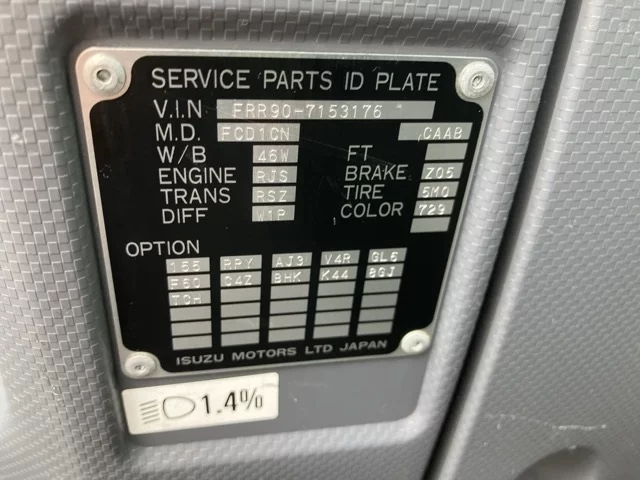 SERVICE PARTS ID PLATE
V.I.N FRR90-7153176
M.D. FCD1CN CAAB
W/B 46W FT
ENGINE RJS BRAKE Z05
TRANS RSZ TIRE 5M0
DIFF W1P COLOR 729
OPTION
155 RPY AJ3 V4R GL6
F50 C4Z BHK K44 8GJ
TCH
ISUZU MOTORS LTD JAPAN
1.4%